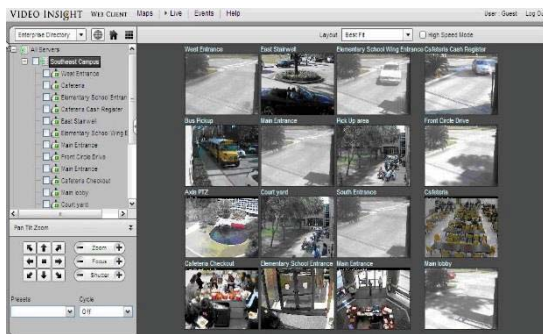 VIDEO INSIGHT WEB CLIENT Maps Live Events Help User : Guest Log Ou
Enterprise Directory Layout Best Fit High Speed Mode
All Servers
Southwest Campus
West Entrance
Cafeteria
Elementary School Entran
Cafeteria Cash Register
East Stairwell
Elementary School Wing E
Main Entrance
Front Circle Drive
Main Entrance
Cafeteria Checkout
Main lobby
Court yard
Pan Tilt Zoom
Zoom
Focus
Shutter
Presets Cycle
Off
West Entrance East Stairwell Elementary School Wing Entrance Cafeteria Cash Register
Bus Pickup Main Entrance Pick Up area Front Circle Drive
Axis PTZ Court yard South Entrance Cafeteria
Cafeteria Checkout Elementary School Entrance Main Entrance Main lobby